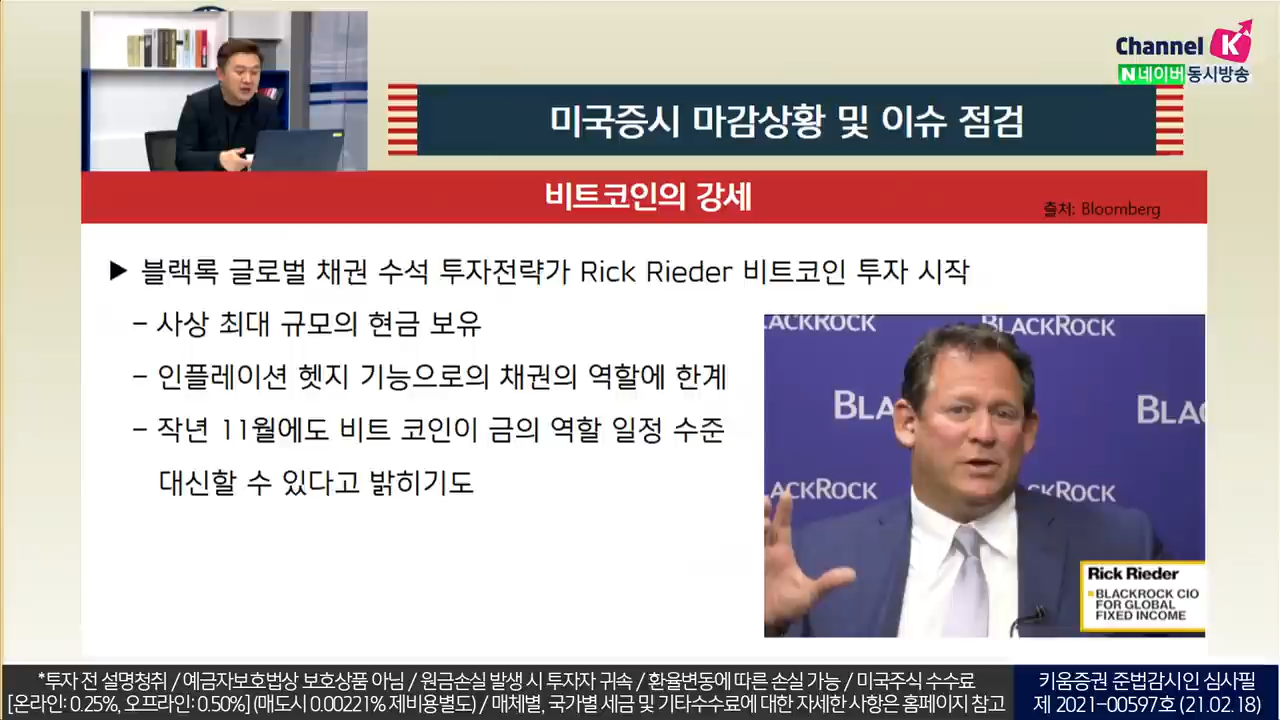 Channel K
N 네이버 동시방송
미국증시 마감상황 및 이슈 점검
비트코인의 강세
출처: Bloomberg
▶ 블랙록 글로벌 채권 수석 투자전략가 Rick Rieder 비트코인 투자 시작
- 사상 최대 규모의 현금 보유
- 인플레이션 헷지 기능으로의 채권의 역할에 한계
- 작년 11월에도 비트 코인이 금의 역할 일정 수준
대신할 수 있다고 밝히기도
LACKROCK BLACKROCK
BLAC BLAC
ACKROCK CKROCK
Rick Rieder
BLACKROCK CIO
FOR GLOBAL
FIXED INCOME
*투자 전 설명청취 / 예금자보호법상 보호상품 아님 / 원금손실 발생 시 투자자 귀속 / 환율변동에 따른 손실 가능 / 미국주식 수수료
[온라인: 0.25%, 오프라인: 0.50%] (매도시 0.00221% 제비용별도) / 매체별, 국가별 세금 및 기타수수료에 대한 자세한 사항은 홈페이지 참고
키움증권 준법감시인 심사필
제 2021-00597호 (21.02.18)